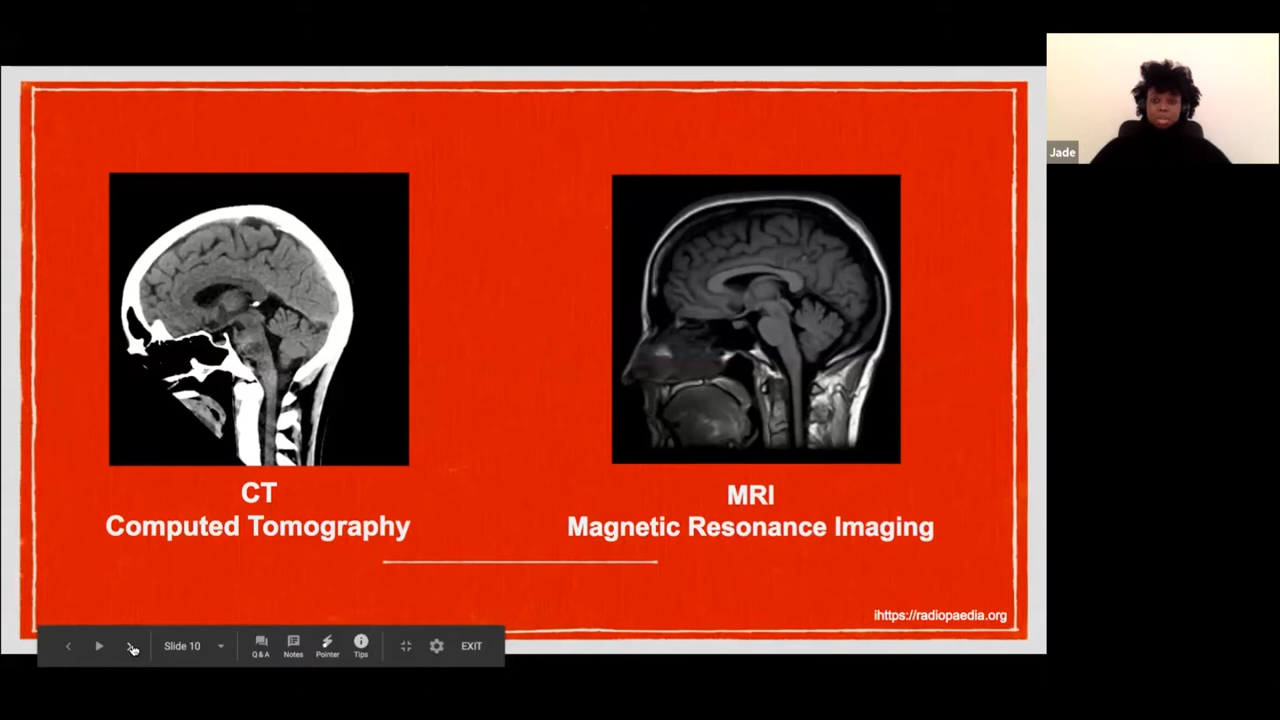 Jade
CT
Computed Tomography
MRI
Magnetic Resonance Imaging
ihttps://radiopaedia.org
Slide 10
Q & A
Notes
Pointer
Tips
EXIT